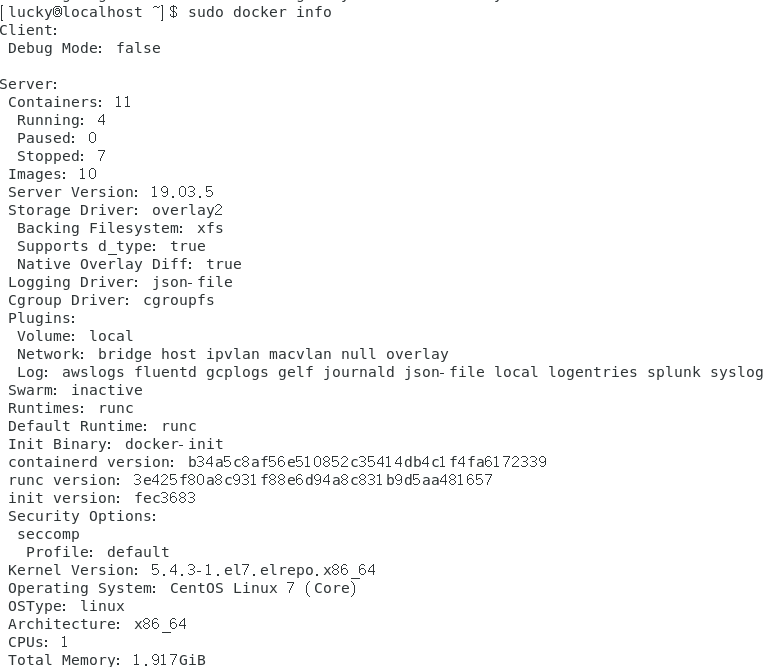 [lucky@localhost ~]$ sudo docker info
Client:
 Debug Mode: false

Server:
 Containers: 11
  Running: 4
  Paused: 0
  Stopped: 7
 Images: 10
 Server Version: 19.03.5
 Storage Driver: overlay2
  Backing Filesystem: xfs
  Supports d_type: true
  Native Overlay Diff: true
 Logging Driver: json-file
 Cgroup Driver: cgroupfs
 Plugins:
  Volume: local
  Network: bridge host ipvlan macvlan null overlay
  Log: awslogs fluentd gcplogs gelf journald json-file local logentries splunk syslog
 Swarm: inactive
 Runtimes: runc
 Default Runtime: runc
 Init Binary: docker-init
 containerd version: b34a5c8af56e510852c35414db4c1f4fa6172339
 runc version: 3e425f80a8c931f88e6d94a8c831b9d5aa481657
 init version: fec3683
 Security Options:
  seccomp
   Profile: default
 Kernel Version: 5.4.3-1.el7.elrepo.x86_64
 Operating System: CentOS Linux 7 (Core)
 OSType: linux
 Architecture: x86_64
 CPUs: 1
 Total Memory: 1.917GiB